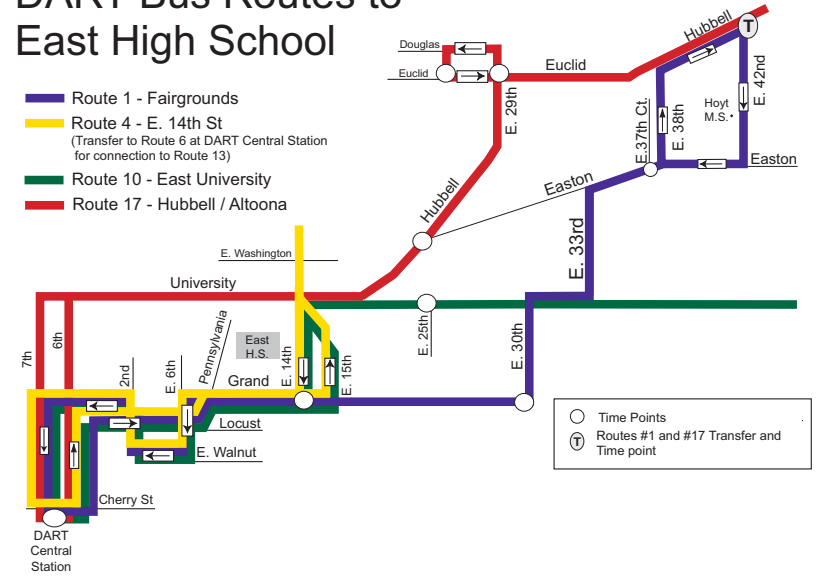 DART Bus Routes to
East High School
Route 1 - Fairgrounds
Route 4 - E. 14th St
(Transfer to Route 6 at DART Central Station
for connection to Route 13)
Route 10 - East University
Route 17 - Hubbell / Altoona
Douglas
Euclid
Euclid
E. 29th
Hubbell
T
E. 42nd
Hoyt
M.S.
E. 38th
E.37th Ct.
Easton
Easton
Hubbell
E. 33rd
E. Washington
University
7th
6th
2nd
E. 6th
Pennsylvania
East
H.S.
E. 14th
E. 15th
E. 25th
E. 30th
Grand
Locust
E. Walnut
Cherry St
DART
Central
Station
Time Points
T
Routes #1 and #17 Transfer and
Time point